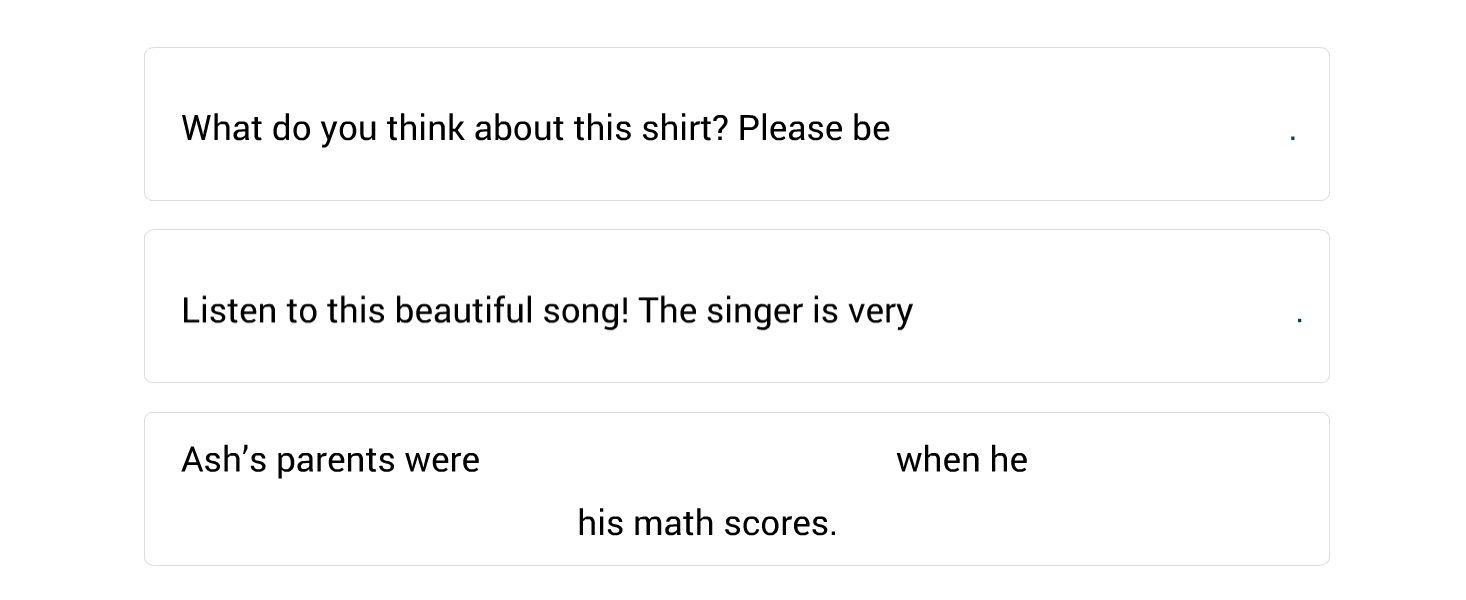 What do you think about this shirt? Please be .
Listen to this beautiful song! The singer is very .
Ash’s parents were when he
his math scores.